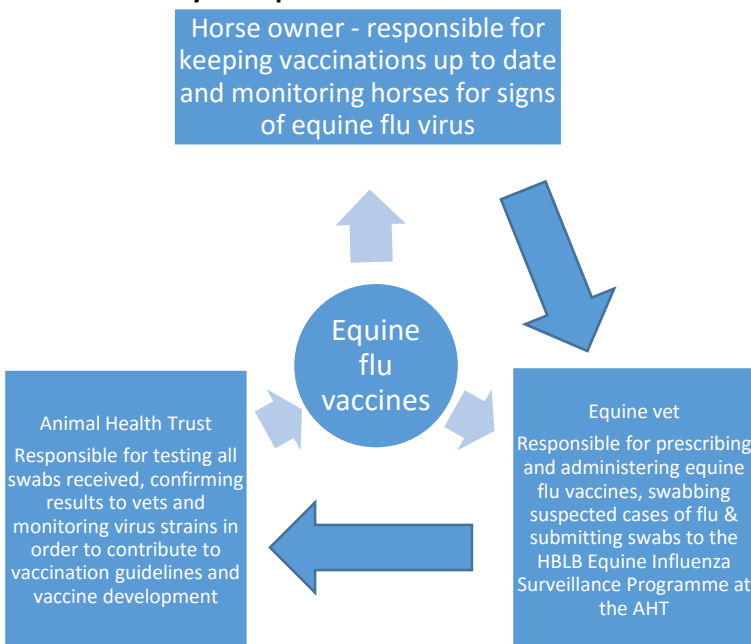 Horse owner - responsible for
keeping vaccinations up to date
and monitoring horses for signs
of equine flu virus
Equine
flu
vaccines
Animal Health Trust
Responsible for testing all
swabs received, confirming
results to vets and
monitoring virus strains in
order to contribute to
vaccination guidelines and
vaccine development
Equine vet
Responsible for prescribing
and administering equine
flu vaccines, swabbing
suspected cases of flu &
submitting swabs to the
HBLB Equine Influenza
Surveillance Programme at
the AHT